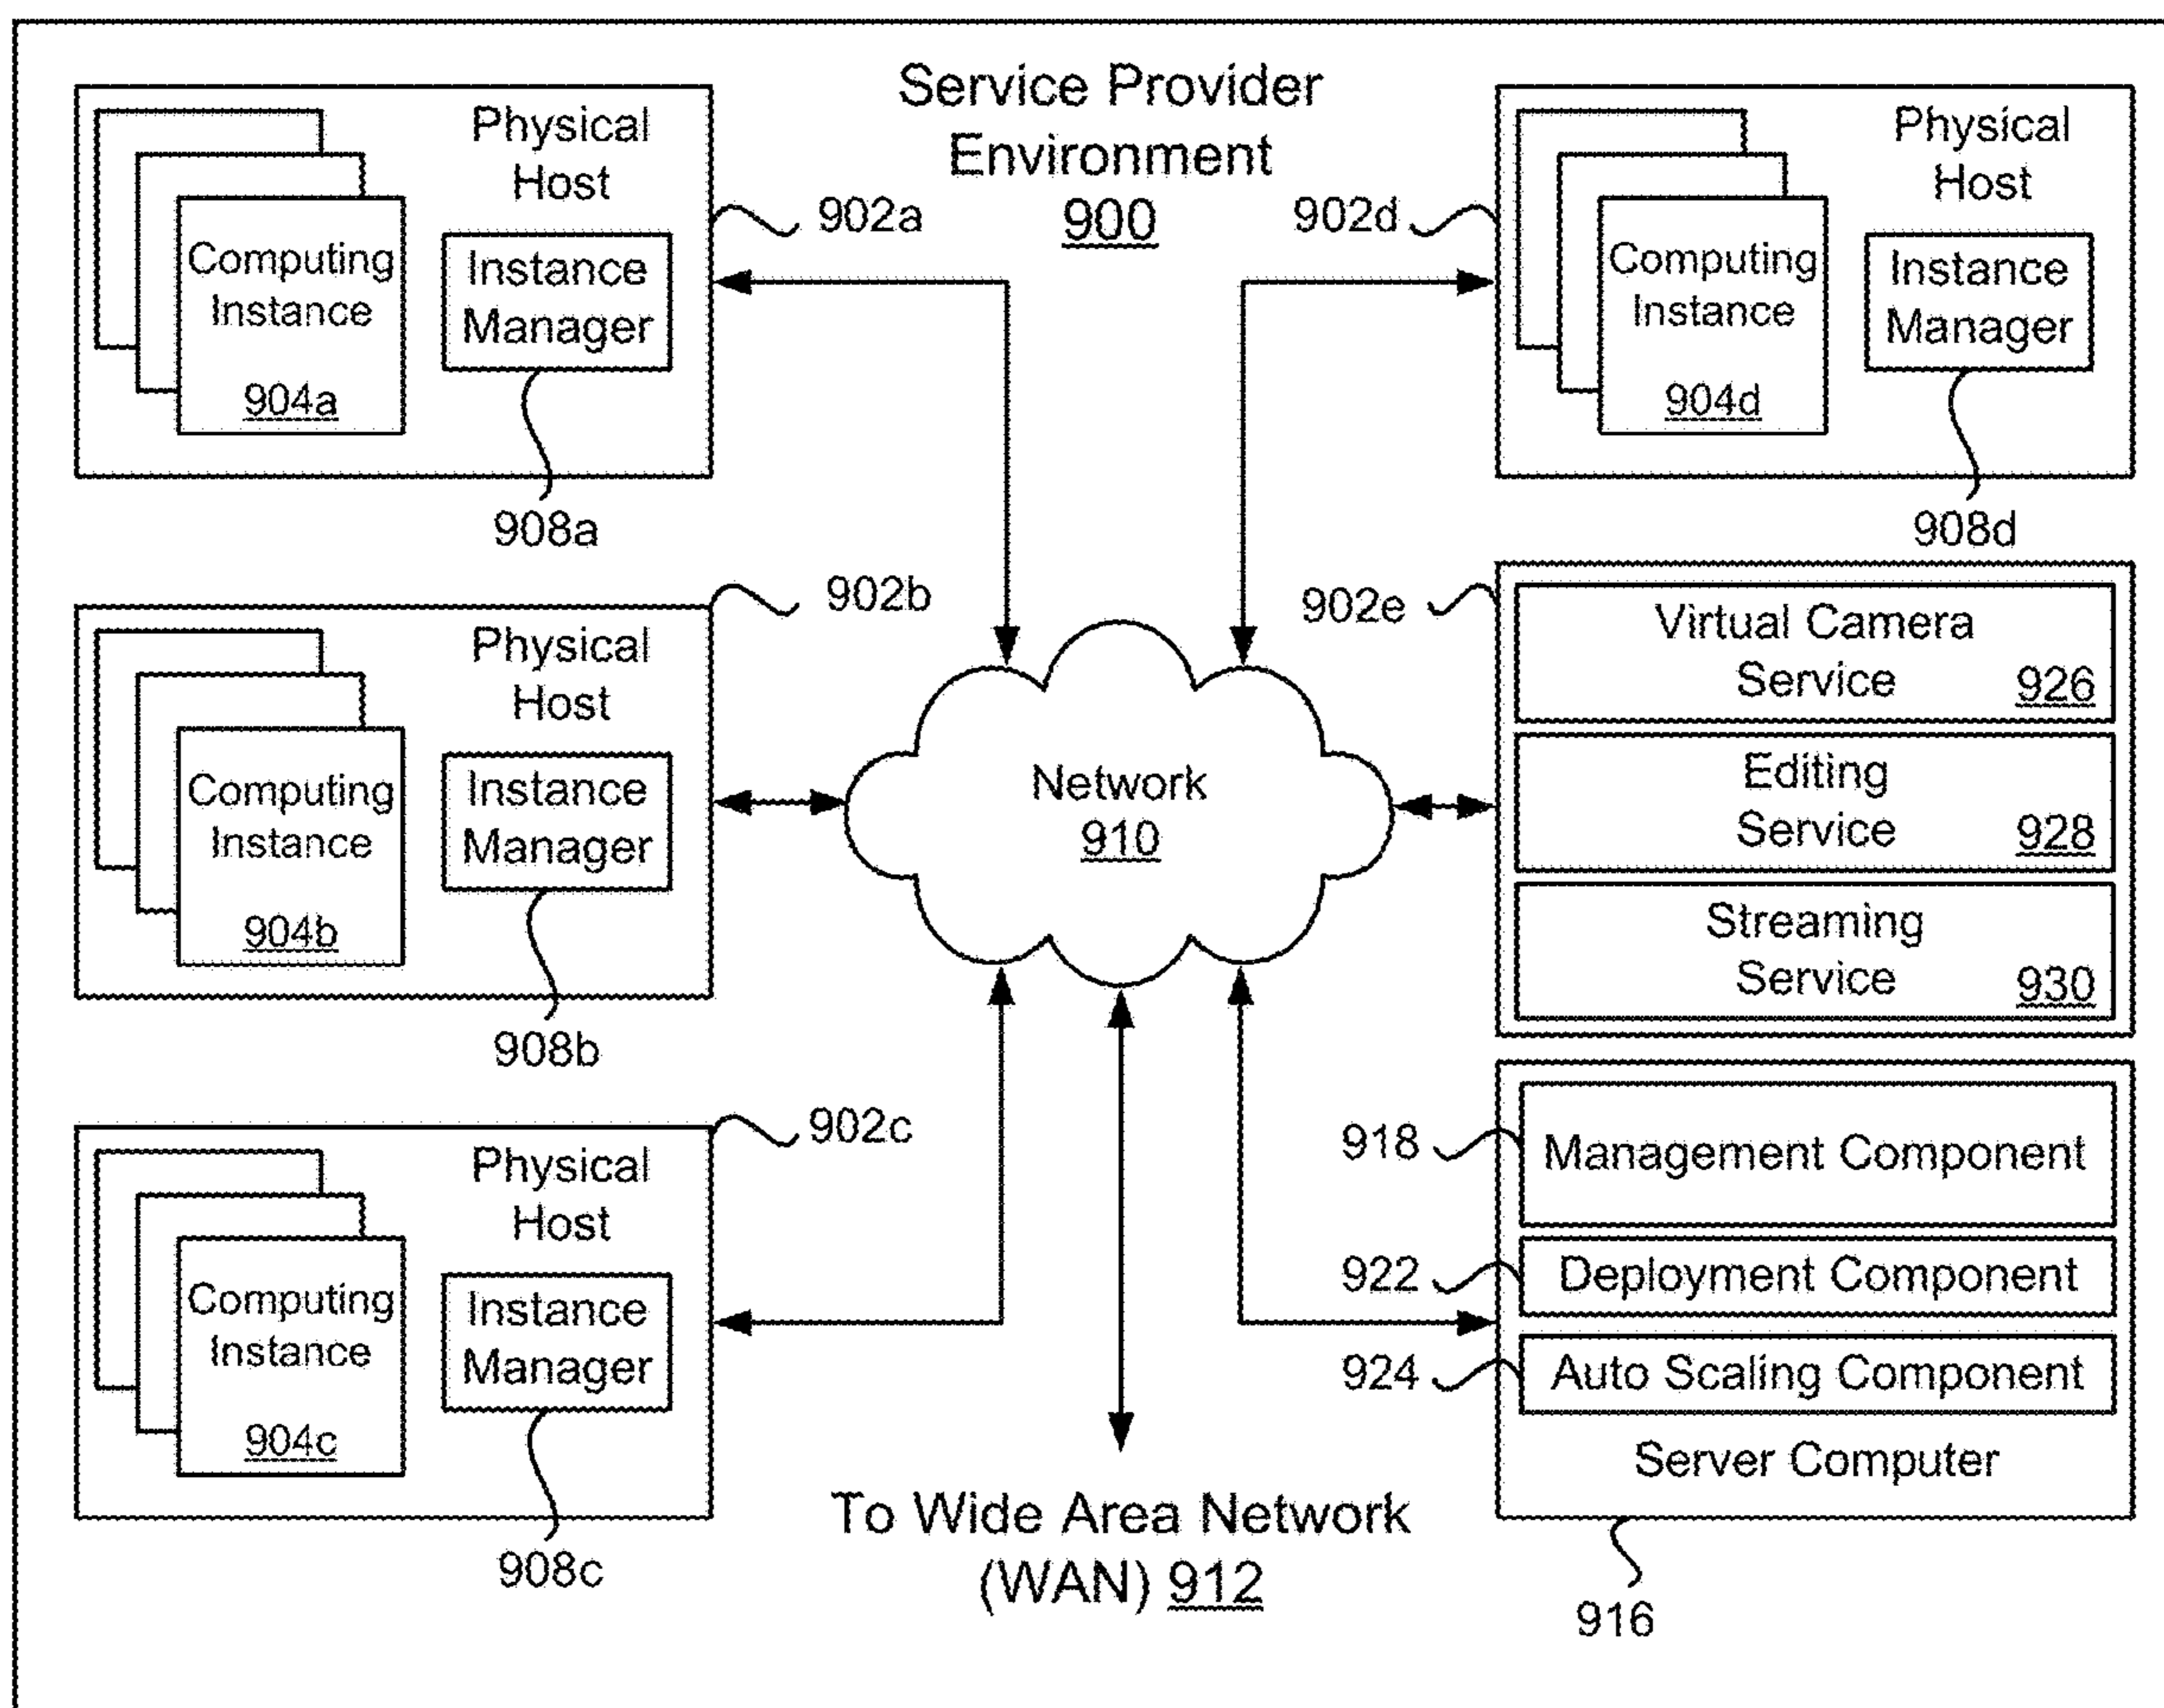 Service Provider
Environment
900
Physical
Host
902a
Computing
Instance
904a
Instance
Manager
908a
902d
Physical
Host
Computing
Instance
904d
Instance
Manager
908d
902b
Physical
Host
Computing
Instance
904b
Instance
Manager
908b
Network
910
902e
Virtual Camera
Service 926
Editing
Service 928
Streaming
Service 930
902c
Physical
Host
Computing
Instance
904c
Instance
Manager
908c
918
Management Component
922
Deployment Component
924
Auto Scaling Component
Server Computer
916
To Wide Area Network
(WAN) 912